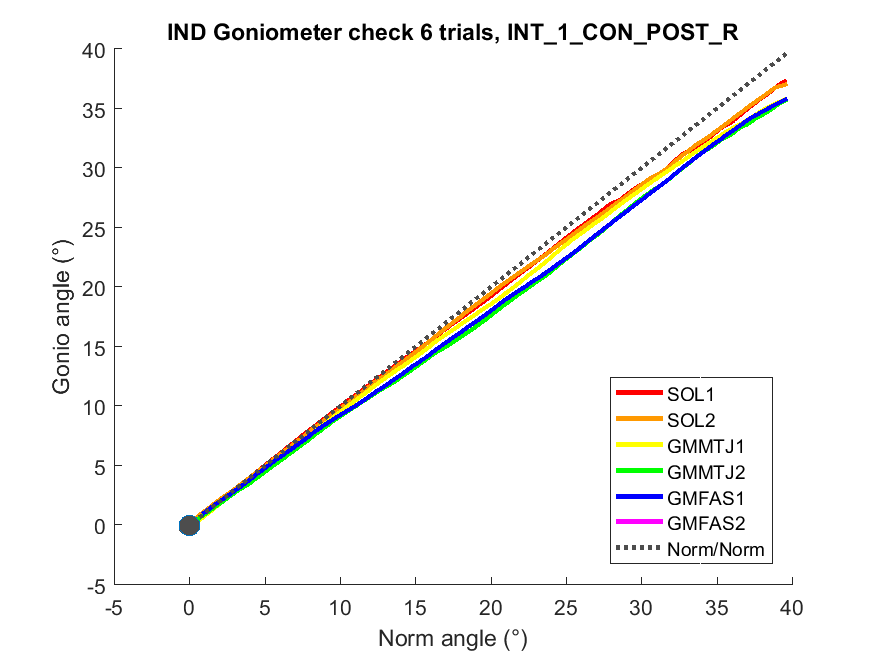 IND Goniometer check 6 trials, INT_1_CON_POST_R
40
35
30
25
20
15
10
5
0
-5
Gonio angle (°)
-5 0 5 10 15 20 25 30 35 40
Norm angle (°)
SOL1
SOL2
GMMTJ1
GMMTJ2
GMFAS1
GMFAS2
Norm/Norm